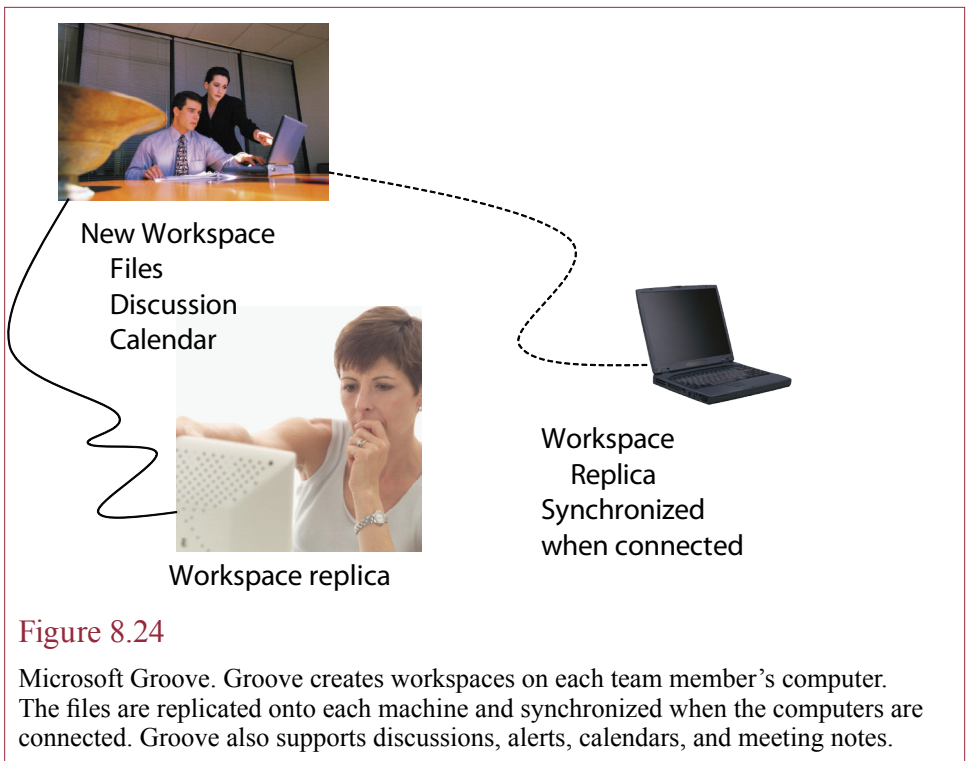 New Workspace
Files
Discussion
Calendar
Workspace
Replica
Synchronized
when connected
Workspace replica
Figure 8.24
Microsoft Groove. Groove creates workspaces on each team member’s computer.
The files are replicated onto each machine and synchronized when the computers are
connected. Groove also supports discussions, alerts, calendars, and meeting notes.